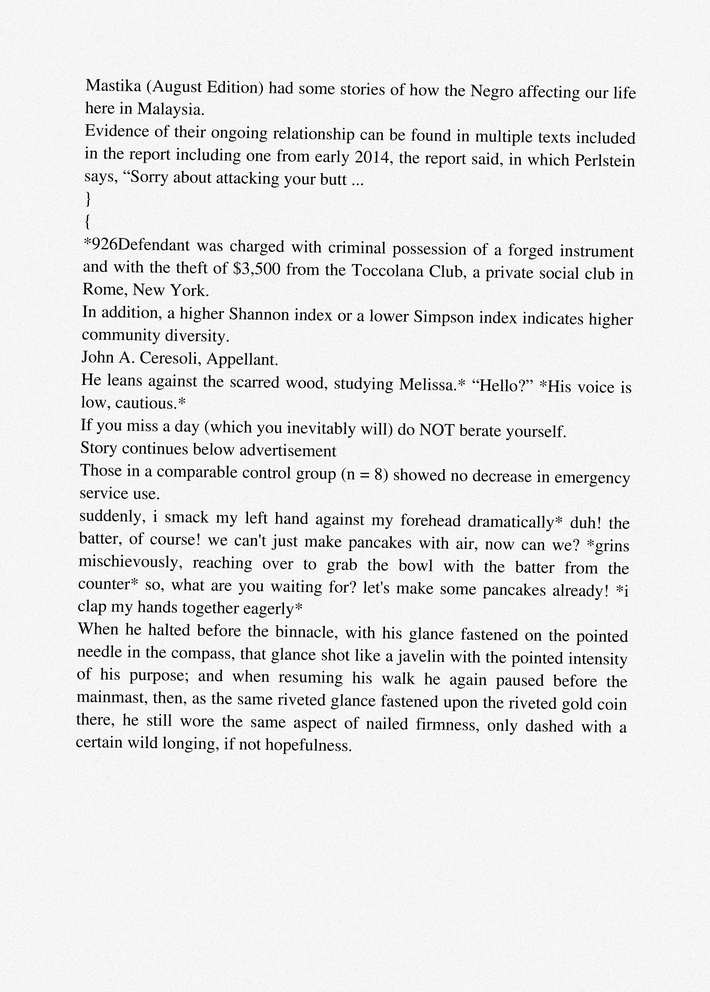 Mastika (August Edition) had some stories of how the Negro affecting our life
here in Malaysia.
Evidence of their ongoing relationship can be found in multiple texts included
in the report including one from early 2014, the report said, in which Perlstein
says, “Sorry about attacking your butt ...
}
{
*926Defendant was charged with criminal possession of a forged instrument
and with the theft of $3,500 from the Toccolana Club, a private social club in
Rome, New York.
In addition, a higher Shannon index or a lower Simpson index indicates higher
community diversity.
John A. Ceresoli, Appellant.
He leans against the scarred wood, studying Melissa.* “Hello?” *His voice is
low, cautious.*
If you miss a day (which you inevitably will) do NOT berate yourself.
Story continues below advertisement
Those in a comparable control group (n = 8) showed no decrease in emergency
service use.
suddenly, i smack my left hand against my forehead dramatically* duh! the
batter, of course! we can't just make pancakes with air, now can we? *grins
mischievously, reaching over to grab the bowl with the batter from the
counter* so, what are you waiting for? let's make some pancakes already! *i
clap my hands together eagerly*
When he halted before the binnacle, with his glance fastened on the pointed
needle in the compass, that glance shot like a javelin with the pointed intensity
of his purpose; and when resuming his walk he again paused before the
mainmast, then, as the same riveted glance fastened upon the riveted gold coin
there, he still wore the same aspect of nailed firmness, only dashed with a
certain wild longing, if not hopefulness.